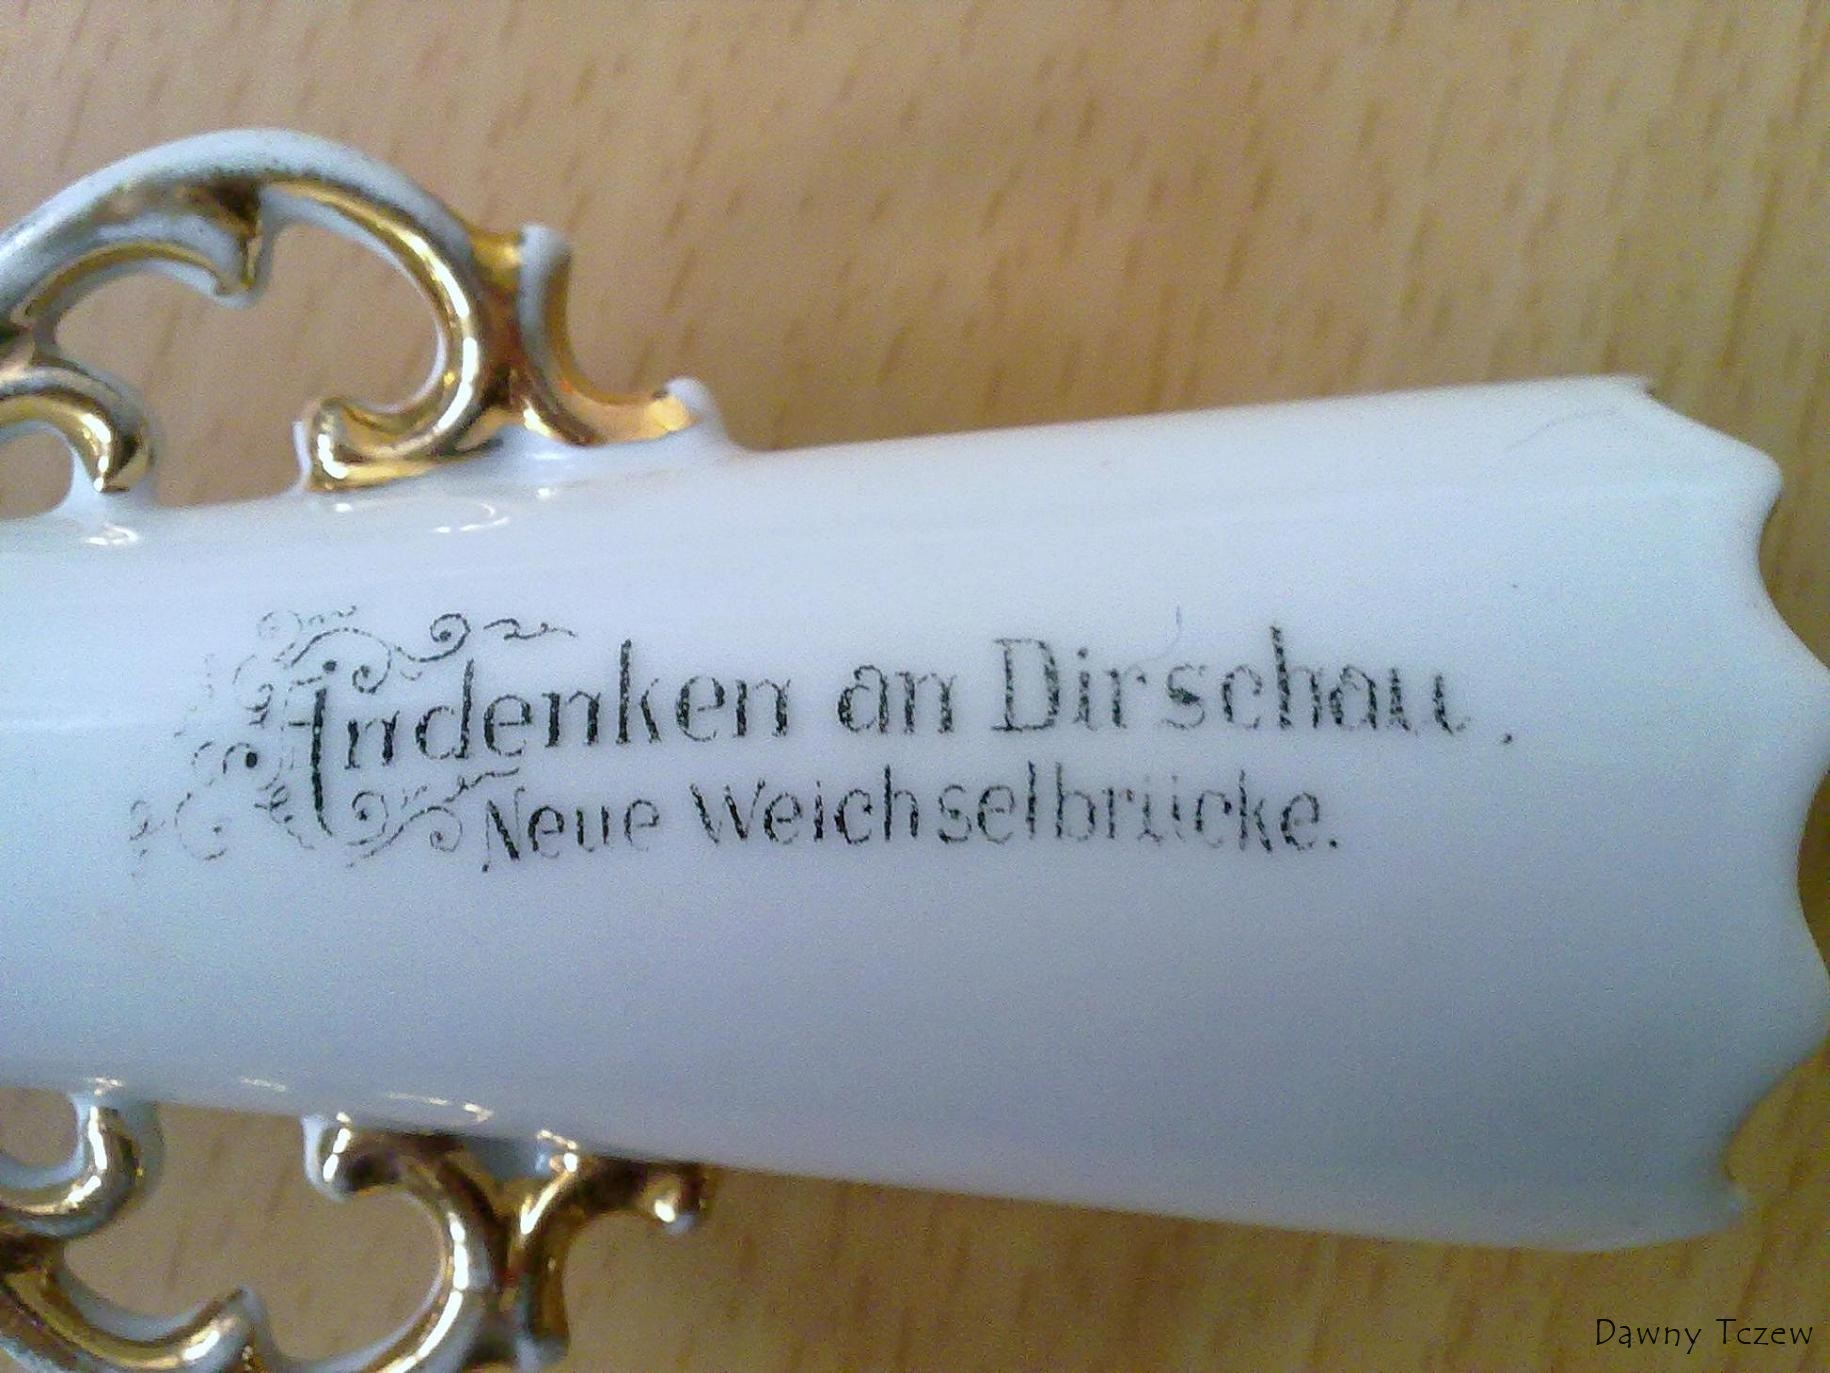 Andenken an Dirschau.
Neue Weichselbrücke.
Dawny Tczew